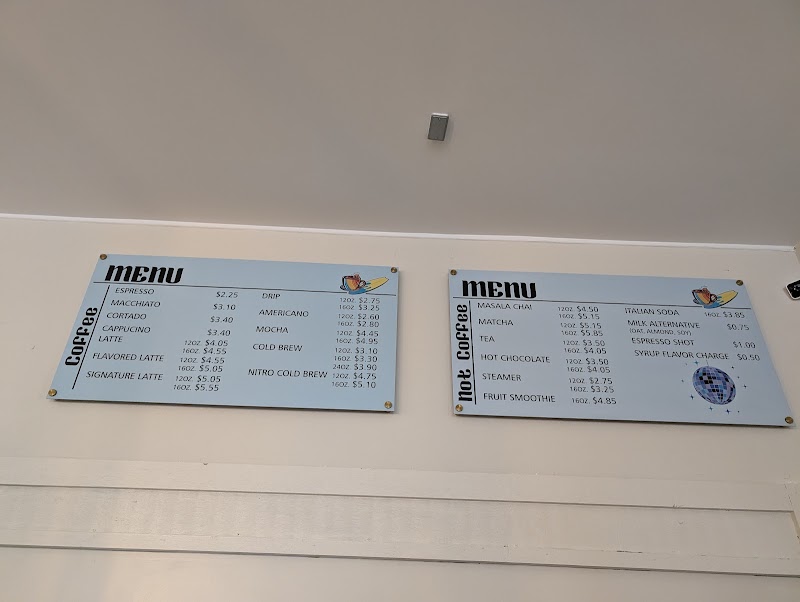 MENU
Coffee
ESPRESSO $2.25
MACCHIATO $3.10
CORTADO $3.40
CAPPUCINO $3.40
LATTE 12OZ. $4.05
16OZ. $4.55
FLAVORED LATTE 12OZ. $4.55
16OZ. $5.05
SIGNATURE LATTE 12OZ. $5.05
16OZ. $5.55
DRIP 12OZ. $2.75
16OZ. $3.25
AMERICANO 12OZ. $2.60
16OZ. $2.80
MOCHA 12OZ. $4.45
16OZ. $4.95
COLD BREW 12OZ. $3.10
16OZ. $3.30
24OZ $3.90
NITRO COLD BREW 12OZ. $4.75
16OZ. $5.10
MENU
Not Coffee
MASALA CHAI 12OZ. $4.50
16OZ. $5.15
MATCHA 12OZ. $5.15
16OZ. $5.85
TEA 12OZ. $3.50
16OZ. $4.05
HOT CHOCOLATE 12OZ. $3.50
16OZ. $4.05
STEAMER 12OZ. $2.75
16OZ. $3.25
FRUIT SMOOTHIE 16OZ. $4.85
ITALIAN SODA 16OZ. $3.85
MILK ALTERNATIVE $0.75
(OAT, ALMOND, SOY)
ESPRESSO SHOT $1.00
SYRUP FLAVOR CHARGE $0.50